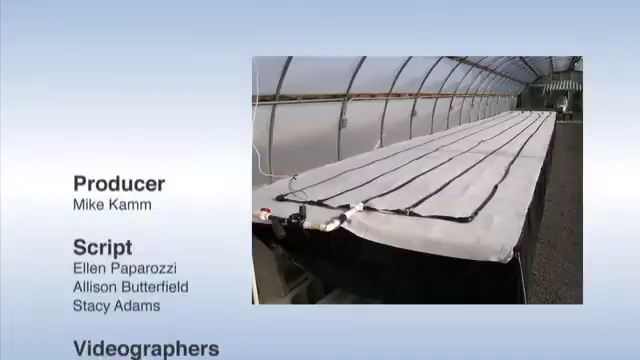 Producer
Mike Kamm
Script
Ellen Paparozzi
Allison Butterfield
Stacy Adams
Videographers